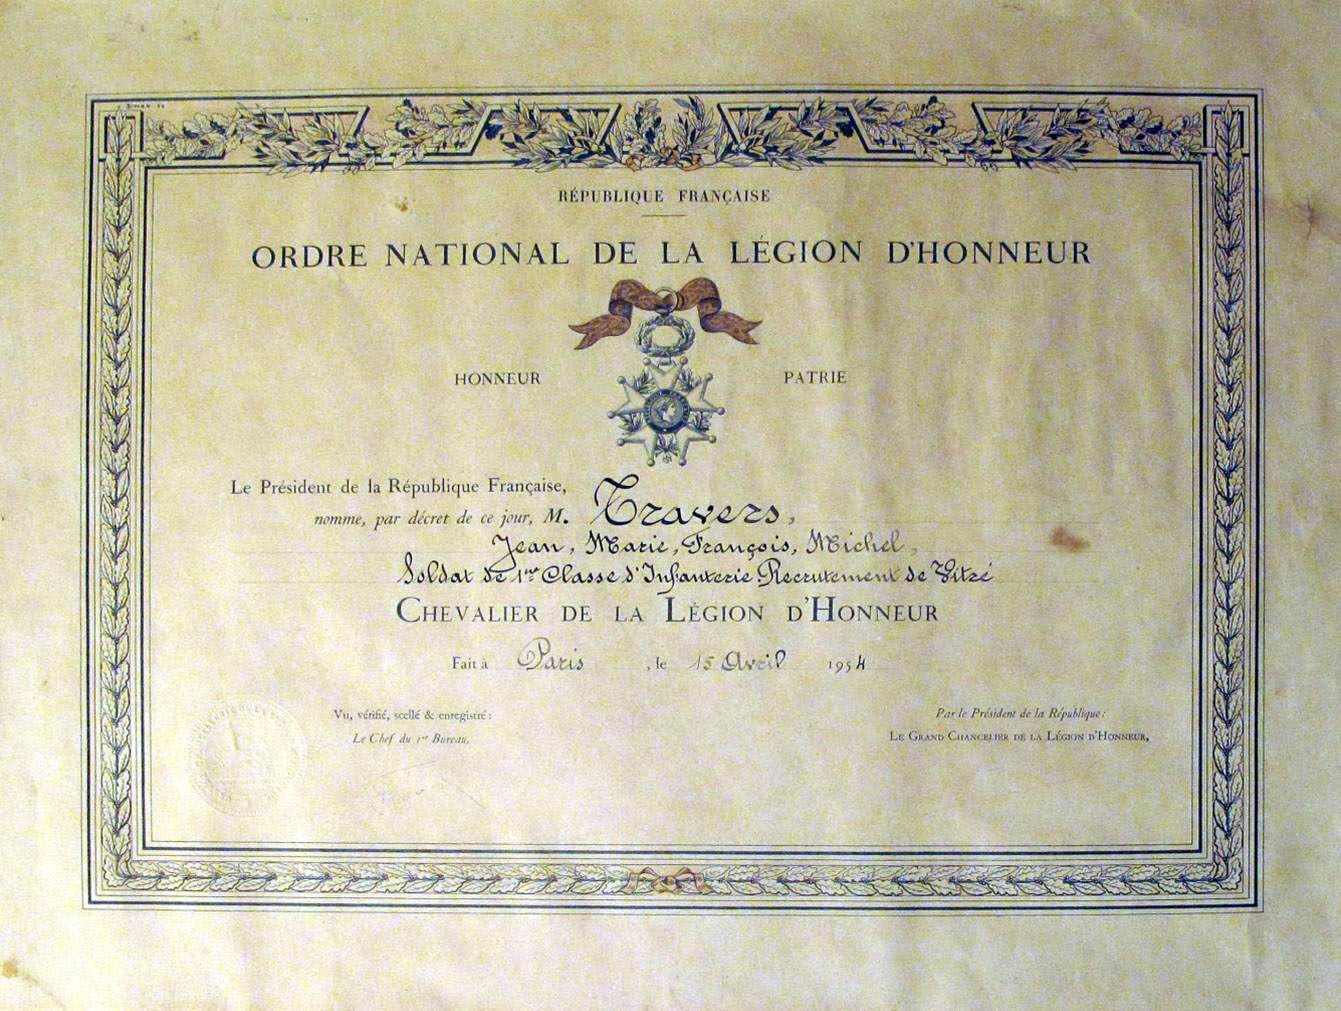 RÉPUBLIQUE FRANÇAISE
ORDRE NATIONAL DE LA LÉGION D'HONNEUR
HONNEUR PATRIE
Le Président de la République Française,
nomme, par décret de ce jour, M. Travers,
Jean, Marie, François, Michel,
Soldat de 1re Classe d'Infanterie Recrutement de Vitré
CHEVALIER DE LA LÉGION D'HONNEUR
Fait à Paris, le 15 Avril 1954
Vu, vérifié, scellé & enregistré: Par le Président de la République:
Le Chef du 1er Bureau, LE GRAND CHANCELIER DE LA LÉGION D'HONNEUR,